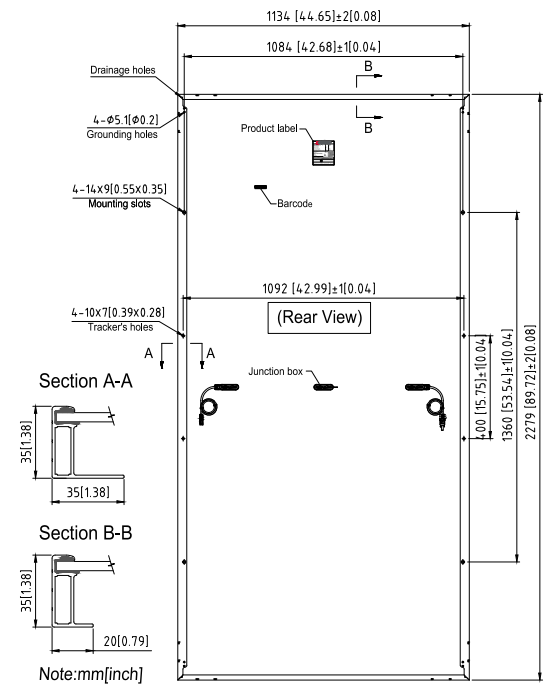 1134 [44.65]±2[0.08]
1084 [42.68]±1[0.04]
B
Drainage holes
4-Φ5.1[Φ0.2]
Grounding holes
B
Product label
4-14x9[0.55x0.35]
Mounting slots
Barcode
1092 [42.99]±1[0.04]
4-10x7[0.39x0.28]
Tracker's holes
(Rear View)
A
A
400 [15.75]±1[0.04]
1360 [53.54]±1[0.04]
2279 [89.72]±2[0.08]
Junction box
Section A-A
35[1.38]
35[1.38]
Section B-B
35[1.38]
20[0.79]
Note:mm[inch]